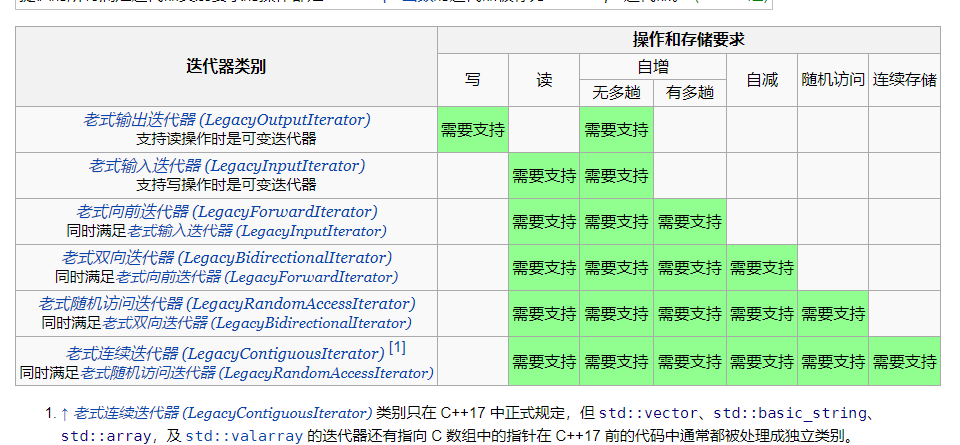 操作和存储要求
迭代器类别
写
读
自增
自减
随机访问
连续存储
无多趟
有多趟
老式输出迭代器 (LegacyOutputIterator)
支持读操作时是可变迭代器
需要支持
需要支持
老式输入迭代器 (LegacyInputIterator)
支持写操作时是可变迭代器
需要支持
需要支持
老式向前迭代器 (LegacyForwardIterator)
同时满足老式输入迭代器 (LegacyInputIterator)
需要支持
需要支持
需要支持
老式双向迭代器 (LegacyBidirectionalIterator)
同时满足老式向前迭代器 (LegacyForwardIterator)
需要支持
需要支持
需要支持
需要支持
老式随机访问迭代器 (LegacyRandomAccessIterator)
同时满足老式双向迭代器 (LegacyBidirectionalIterator)
需要支持
需要支持
需要支持
需要支持
需要支持
老式连续迭代器 (LegacyContiguousIterator) [1]
同时满足老式随机访问迭代器 (LegacyRandomAccessIterator)
需要支持
需要支持
需要支持
需要支持
需要支持
需要支持
1. ↑ 老式连续迭代器 (LegacyContiguousIterator) 类别只在 C++17 中正式规定，但 std::vector、std::basic_string、
std::array，及 std::valarray 的迭代器还有指向 C 数组中的指针在 C++17 前的代码中通常都被处理成独立类别。